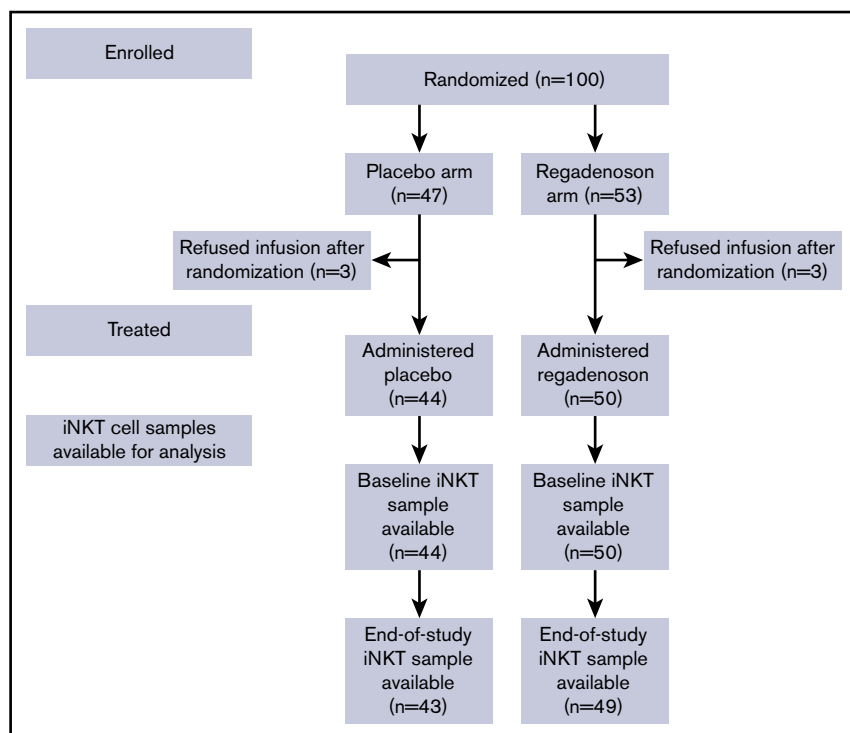 Enrolled
Randomized (n=100)
Placebo arm
(n=47)
Regadenoson
arm (n=53)
Refused infusion after
randomization (n=3)
Refused infusion after
randomization (n=3)
Treated
Administered
placebo
(n=44)
Administered
regadenoson
(n=50)
iNKT cell samples
available for analysis
Baseline iNKT
sample
available
(n=44)
Baseline iNKT
sample
available
(n=50)
End-of-study
iNKT sample
available
(n=43)
End-of-study
iNKT sample
available
(n=49)